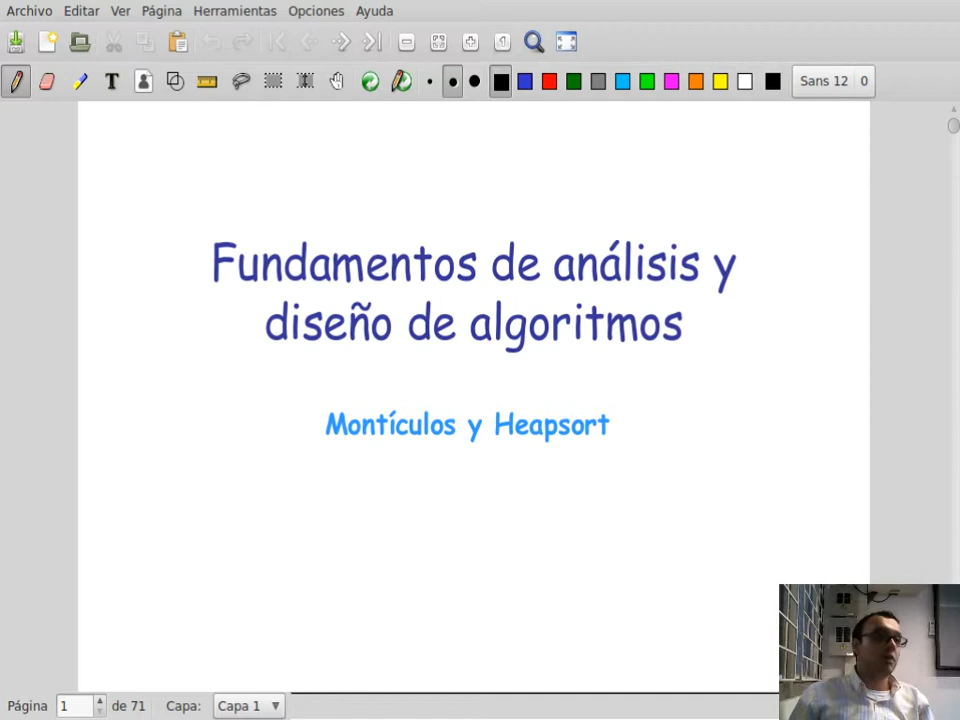 Archivo Editar Ver Página Herramientas Opciones Ayuda
T Sans 12 0
Fundamentos de análisis y
diseño de algoritmos
Montículos y Heapsort
Página 1 de 71 Capa: Capa 1